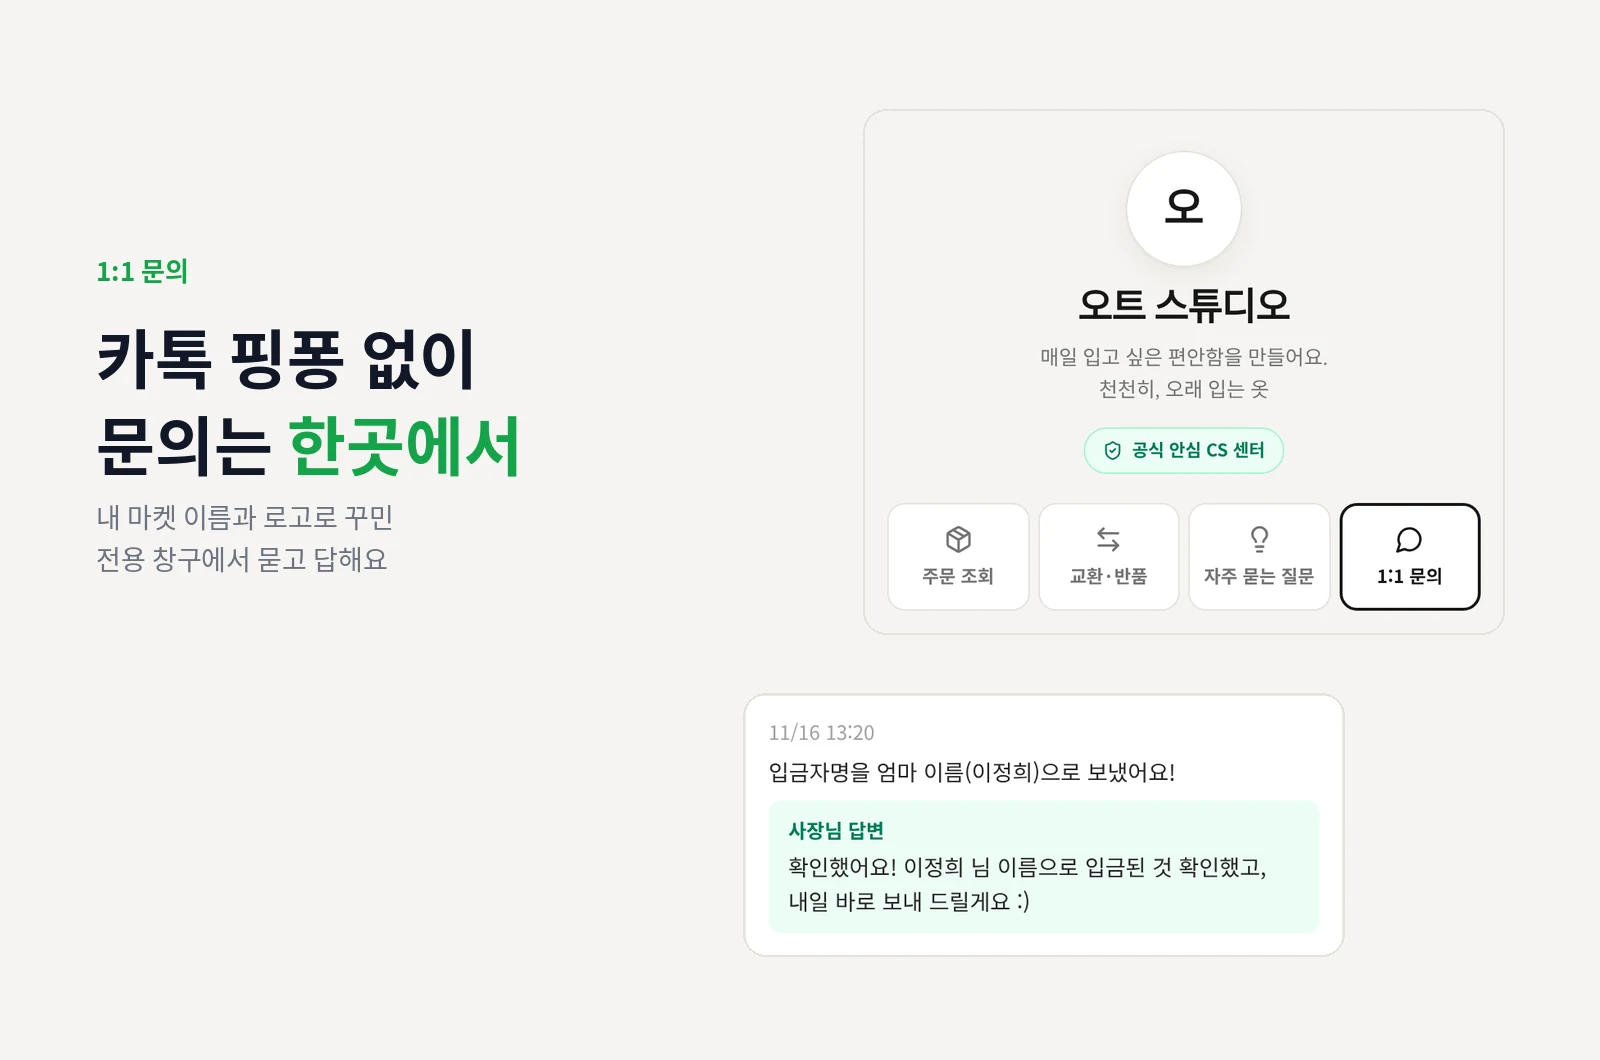 1:1 문의
카톡 핑퐁 없이
문의는 한곳에서
내 마켓 이름과 로고로 꾸민
전용 창구에서 묻고 답해요
오
오트 스튜디오
매일 입고 싶은 편안함을 만들어요.
천천히, 오래 입는 옷
공식 안심 CS 센터
주문 조회
교환·반품
자주 묻는 질문
1:1 문의
11/16 13:20
입금자명을 엄마 이름(이정희)으로 보냈어요!
사장님 답변
확인했어요! 이정희 님 이름으로 입금된 것 확인했고,
내일 바로 보내 드릴게요 :)